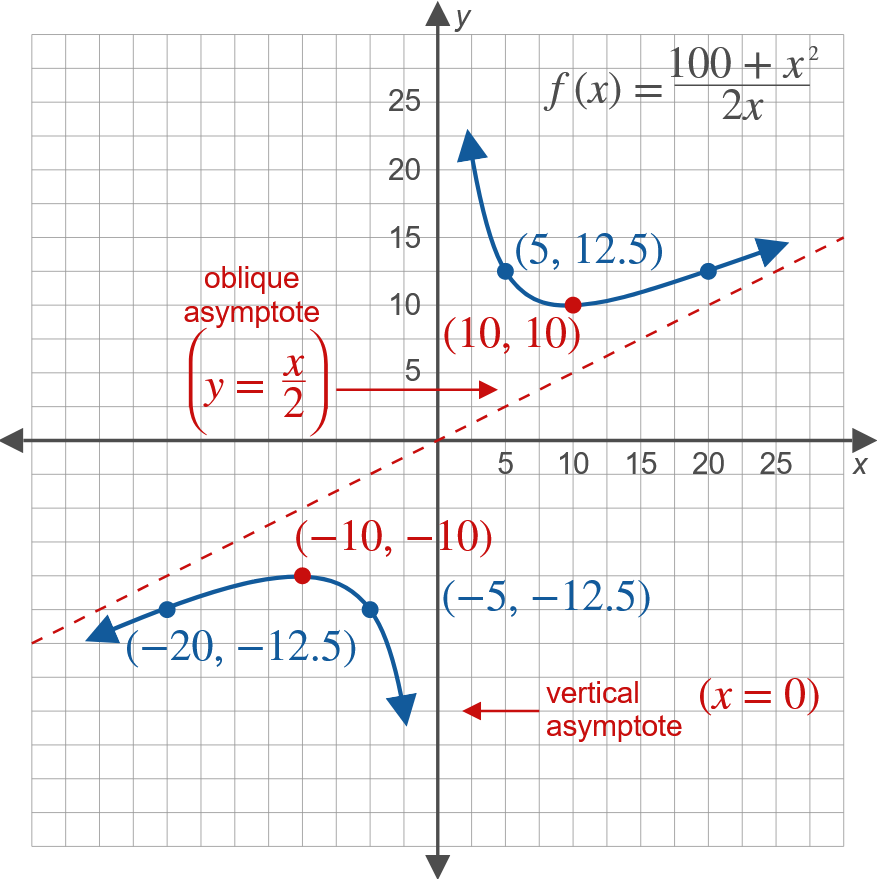 y
f(x) = (100 + x²)/(2x)
25
20
15
(5, 12.5)
oblique
asymptote
10
(10, 10)
(y = x/2)
5
5 10 15 20 25
x
(−10, −10)
(−5, −12.5)
(−20, −12.5)
vertical
asymptote
(x = 0)